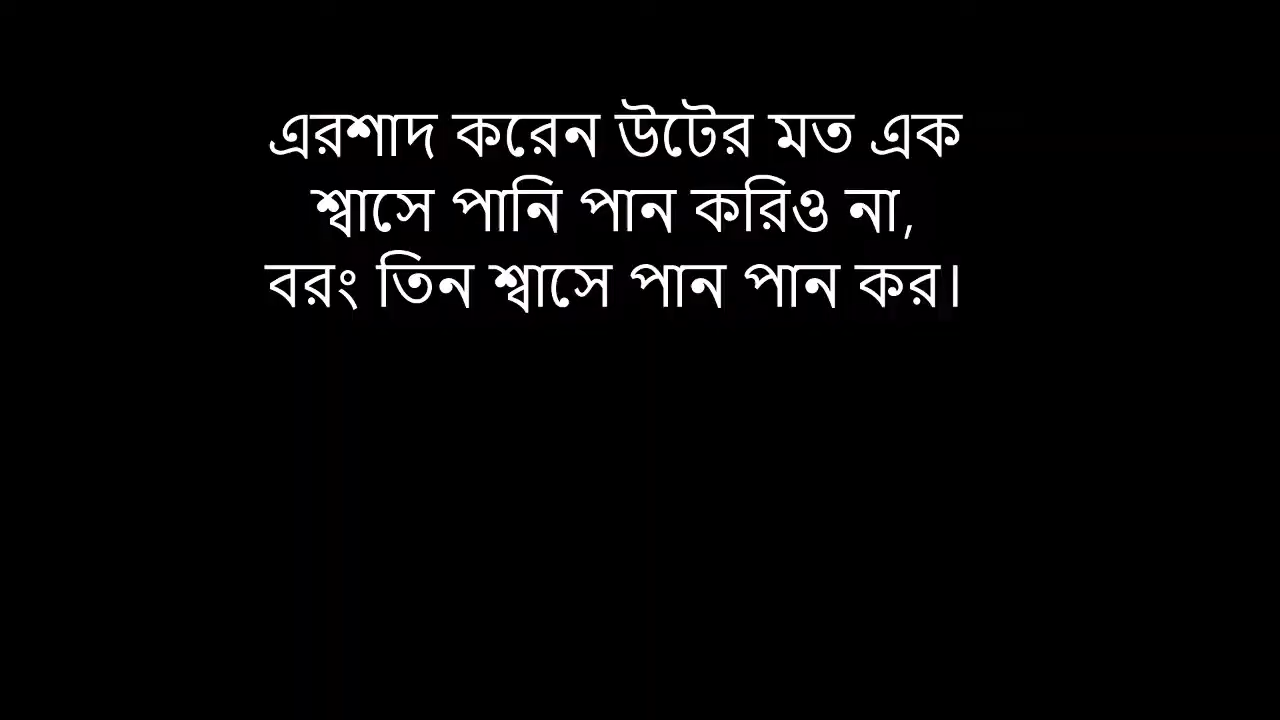 এরশাদ করেন উটের মত এক
শ্বাসে পানি পান করিও না,
বরং তিন শ্বাসে পান পান কর।